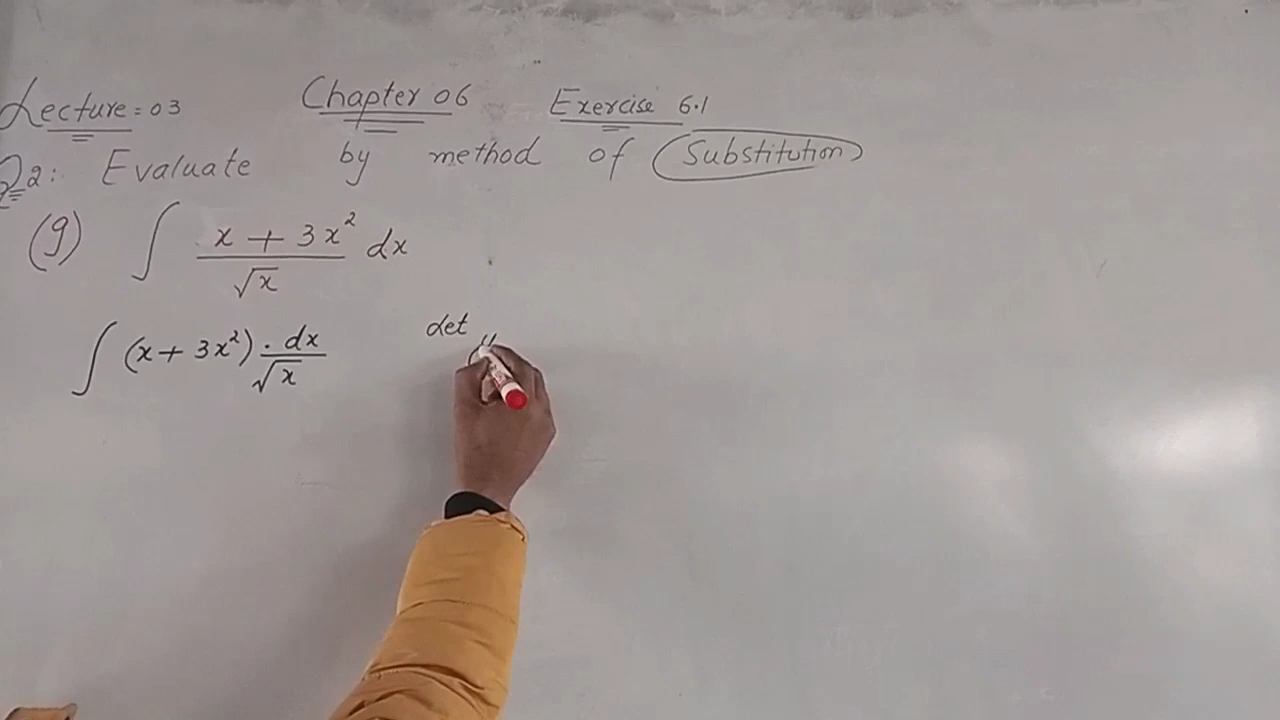 Lecture = 03 Chapter 06 Exercise 6.1
Q2: Evaluate by method of Substitution
(9) ∫ x + 3x² / √x dx
∫ (x + 3x²) · dx / √x Let